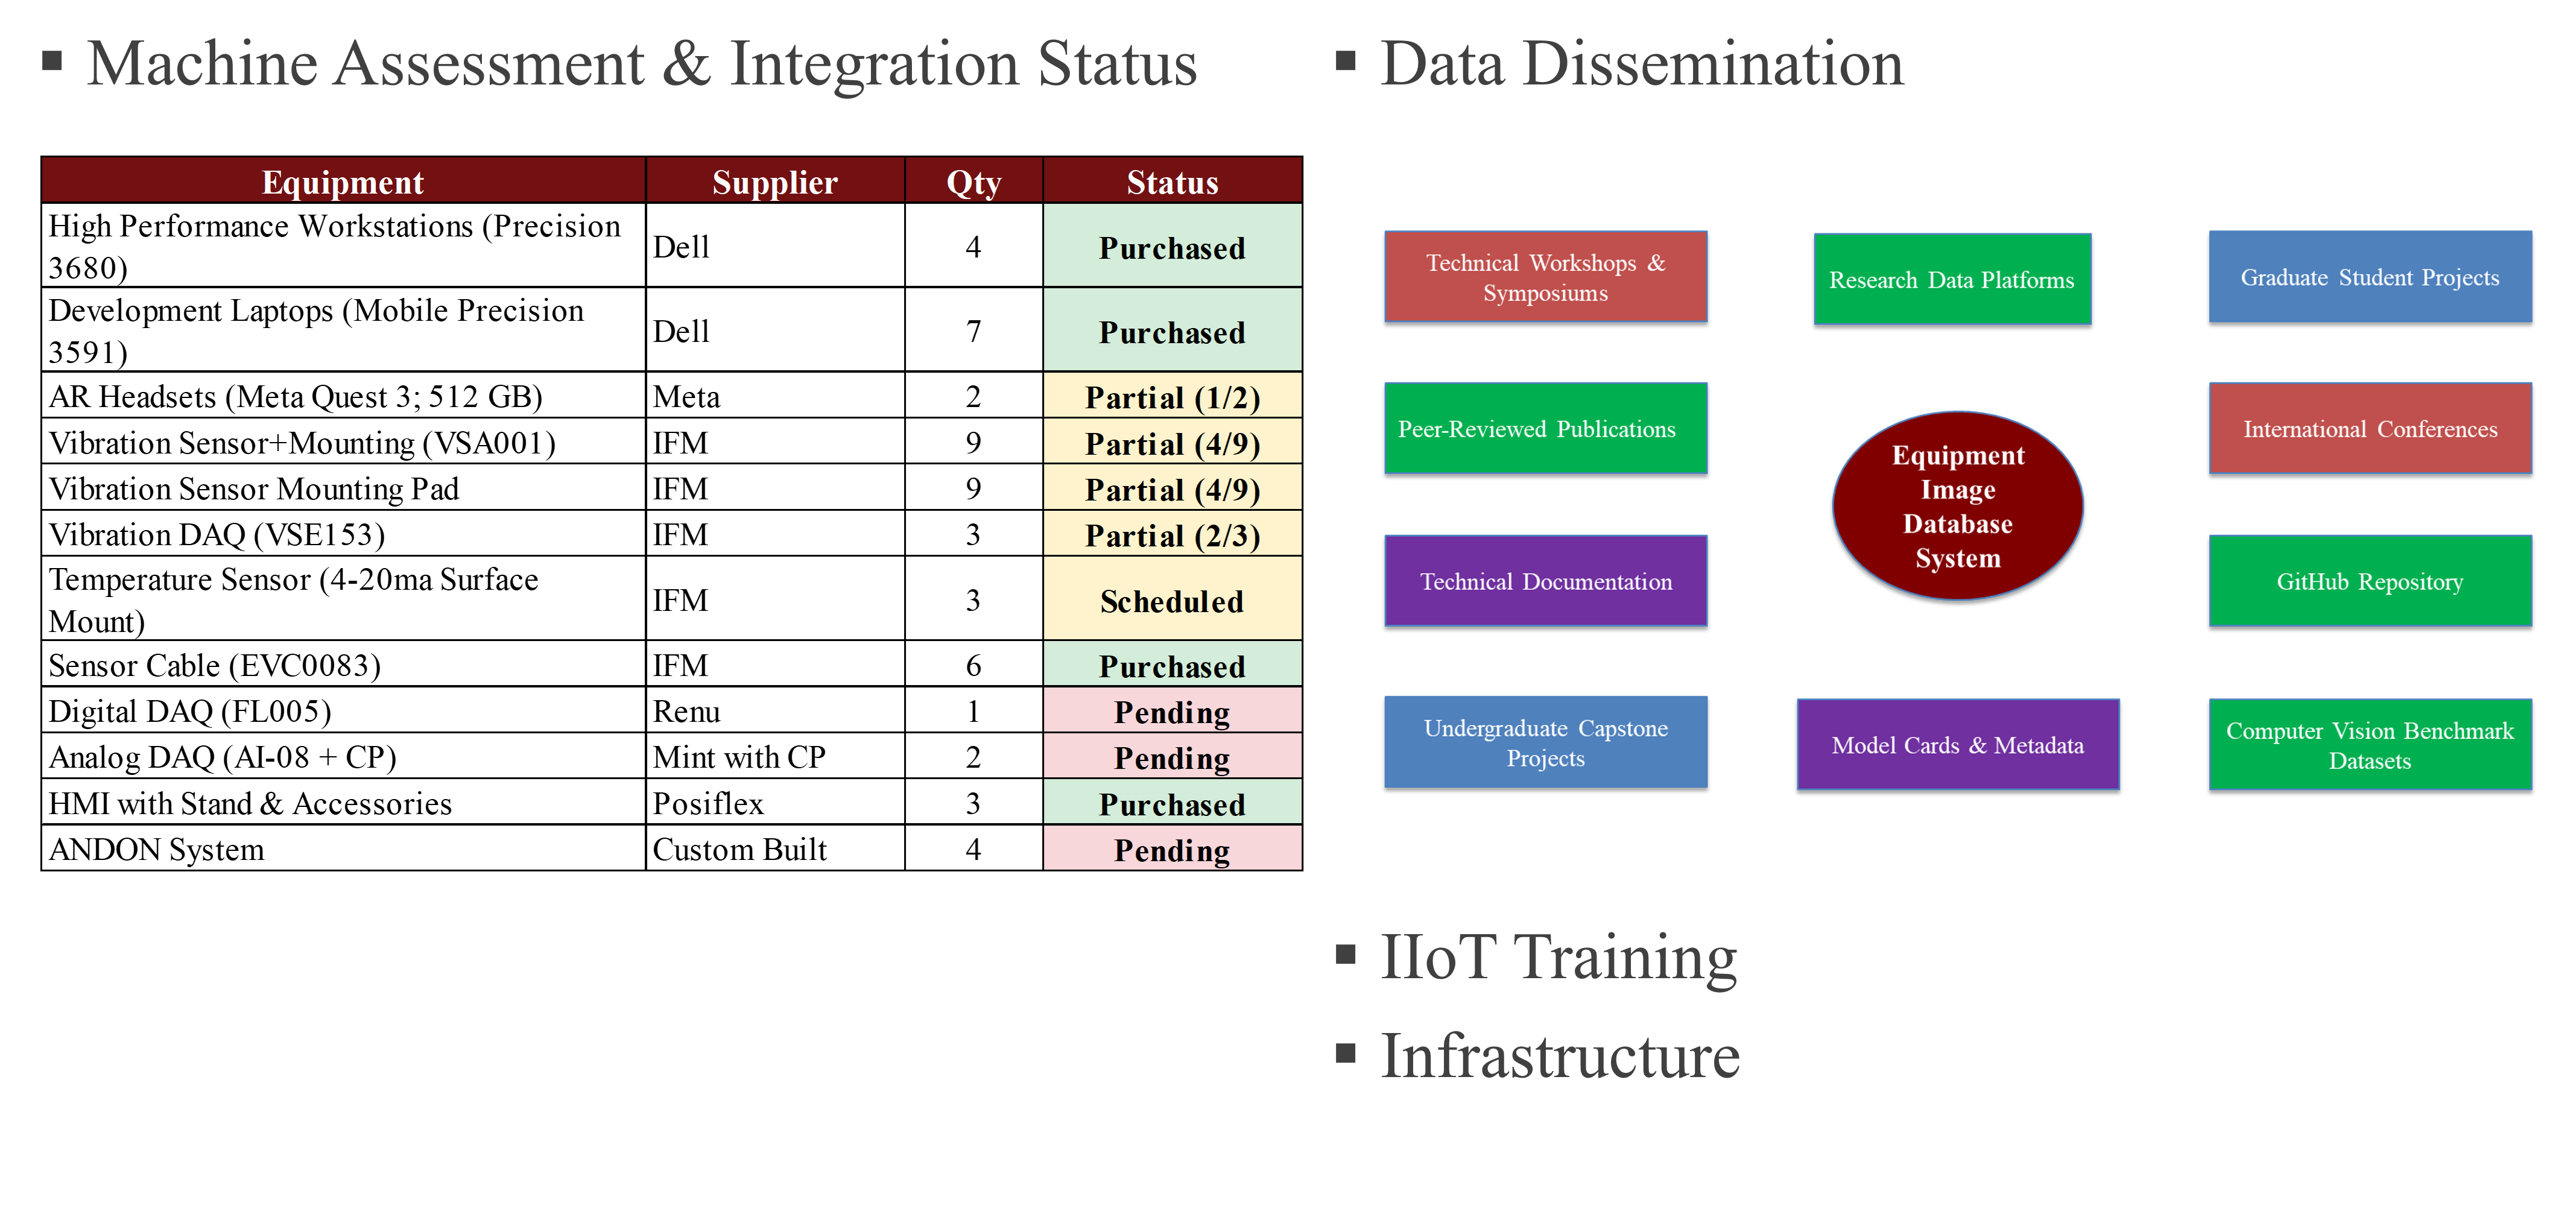 ▪ Machine Assessment & Integration Status
Equipment Supplier Qty Status
High Performance Workstations (Precision
3680) Dell 4 Purchased
Development Laptops (Mobile Precision
3591) Dell 7 Purchased
AR Headsets (Meta Quest 3; 512 GB) Meta 2 Partial (1/2)
Vibration Sensor+Mounting (VSA001) IFM 9 Partial (4/9)
Vibration Sensor Mounting Pad IFM 9 Partial (4/9)
Vibration DAQ (VSE153) IFM 3 Partial (2/3)
Temperature Sensor (4-20ma Surface
Mount) IFM 3 Scheduled
Sensor Cable (EVC0083) IFM 6 Purchased
Digital DAQ (FL005) Renu 1 Pending
Analog DAQ (AI-08 + CP) Mint with CP 2 Pending
HMI with Stand & Accessories Posiflex 3 Purchased
ANDON System Custom Built 4 Pending
▪ Data Dissemination
Technical Workshops &
Symposiums
Research Data Platforms
Graduate Student Projects
Peer-Reviewed Publications
International Conferences
Equipment
Image
Database
System
Technical Documentation
GitHub Repository
Undergraduate Capstone
Projects
Model Cards & Metadata
Computer Vision Benchmark
Datasets
▪ IIoT Training
▪ Infrastructure